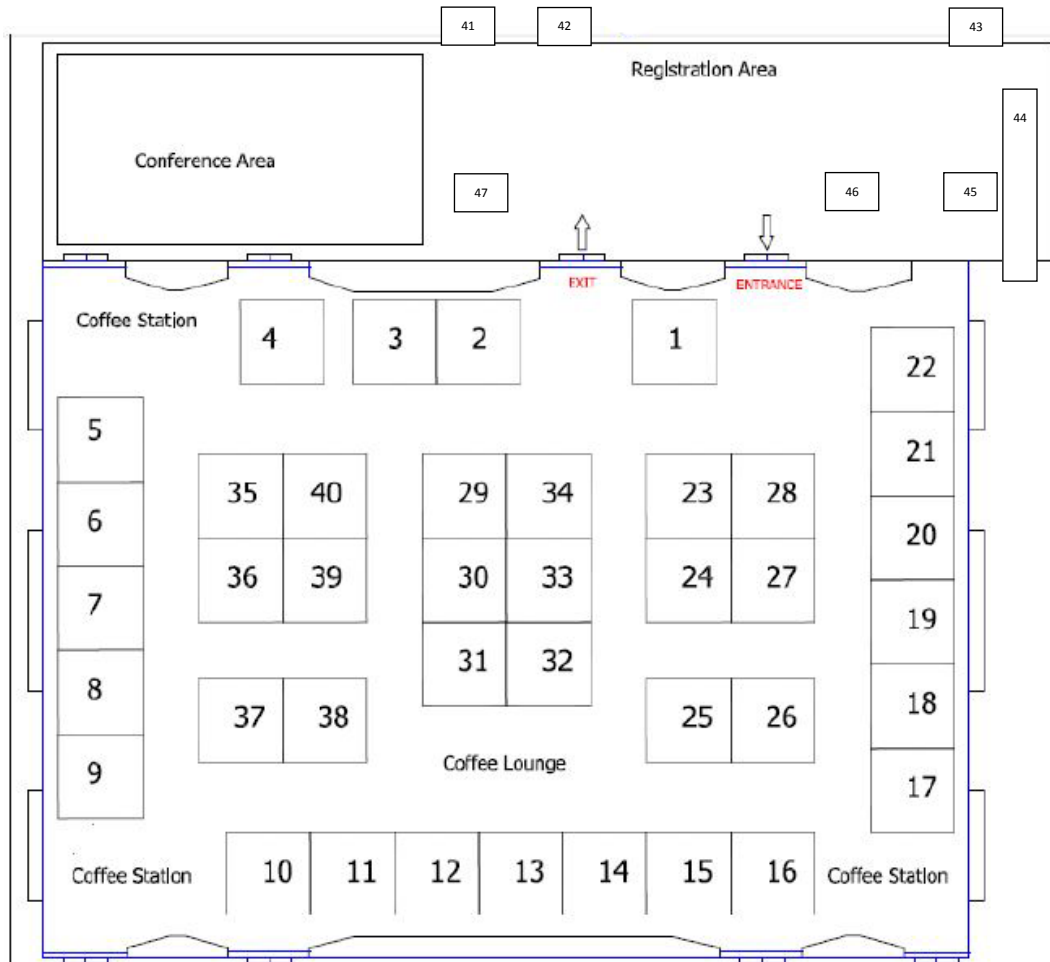 41 42 43
Registration Area
44
Conference Area
47 46 45
EXIT ENTRANCE
Coffee Station
4 3 2 1
22
5
21
35 40 29 34 23 28
6
20
36 39 30 33 24 27
7
19
31 32
8
18
37 38 25 26
Coffee Lounge
9
17
10 11 12 13 14 15 16
Coffee Station Coffee Station